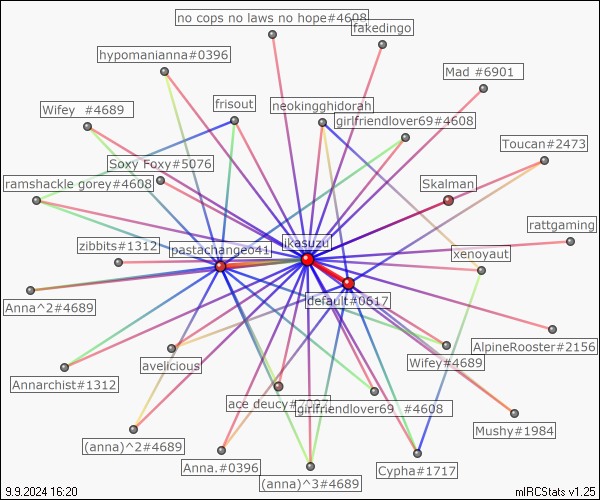 no cops no laws no hope#4608
fakedingo
hypomanianna#0396
Mad #6901
Wifey #4689
frisout
neokingghidorah
girlfriendlover69#4608
Toucan#2473
Soxy Foxy#5076
ramshackle gorey#4608
Skalman
rattgaming
zibbits#1312
pastachange041
ikasuzu
xenoyaut
Anna^2#4689
default#0617
AlpineRooster#2156
Annarchist#1312
avelicious
Wifey#4689
ace deucy#
girlfriendlover69 #4608
Mushy#1984
(anna)^2#4689
Anna.#0396
(anna)^3#4689
Cypha#1717
9.9.2024 16:20
mIRCStats v1.25